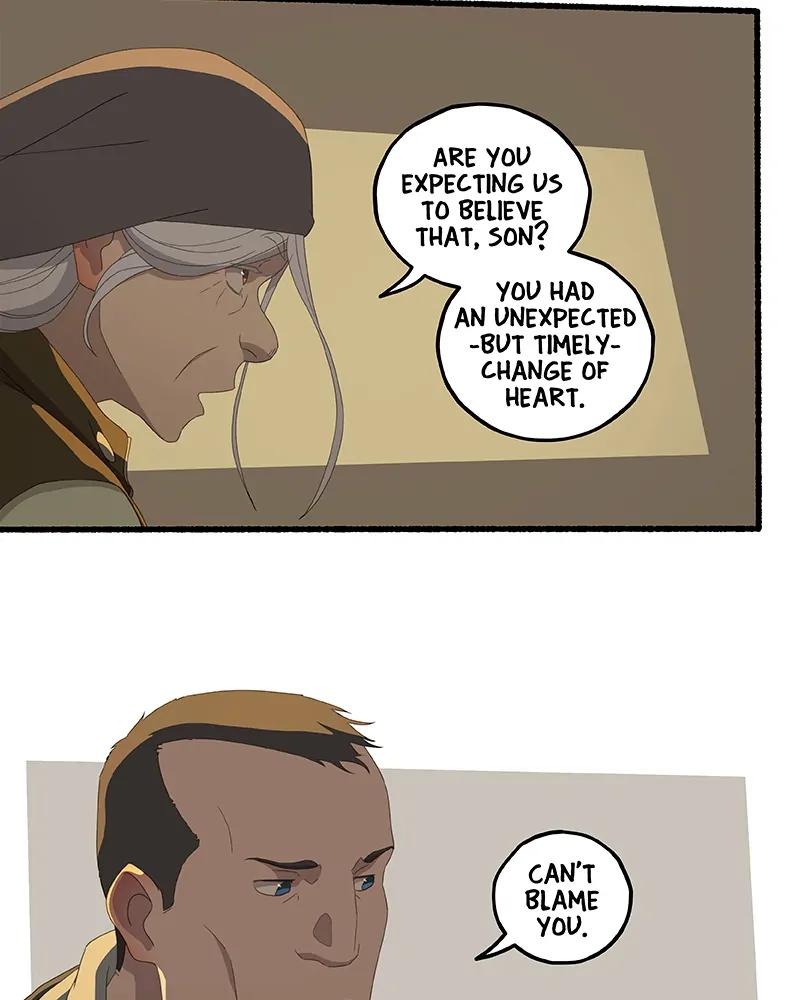 ARE YOU
EXPECTING US
TO BELIEVE
THAT, SON?
YOU HAD
AN UNEXPECTED
-BUT TIMELY-
CHANGE OF
HEART.
CAN'T
BLAME
YOU.